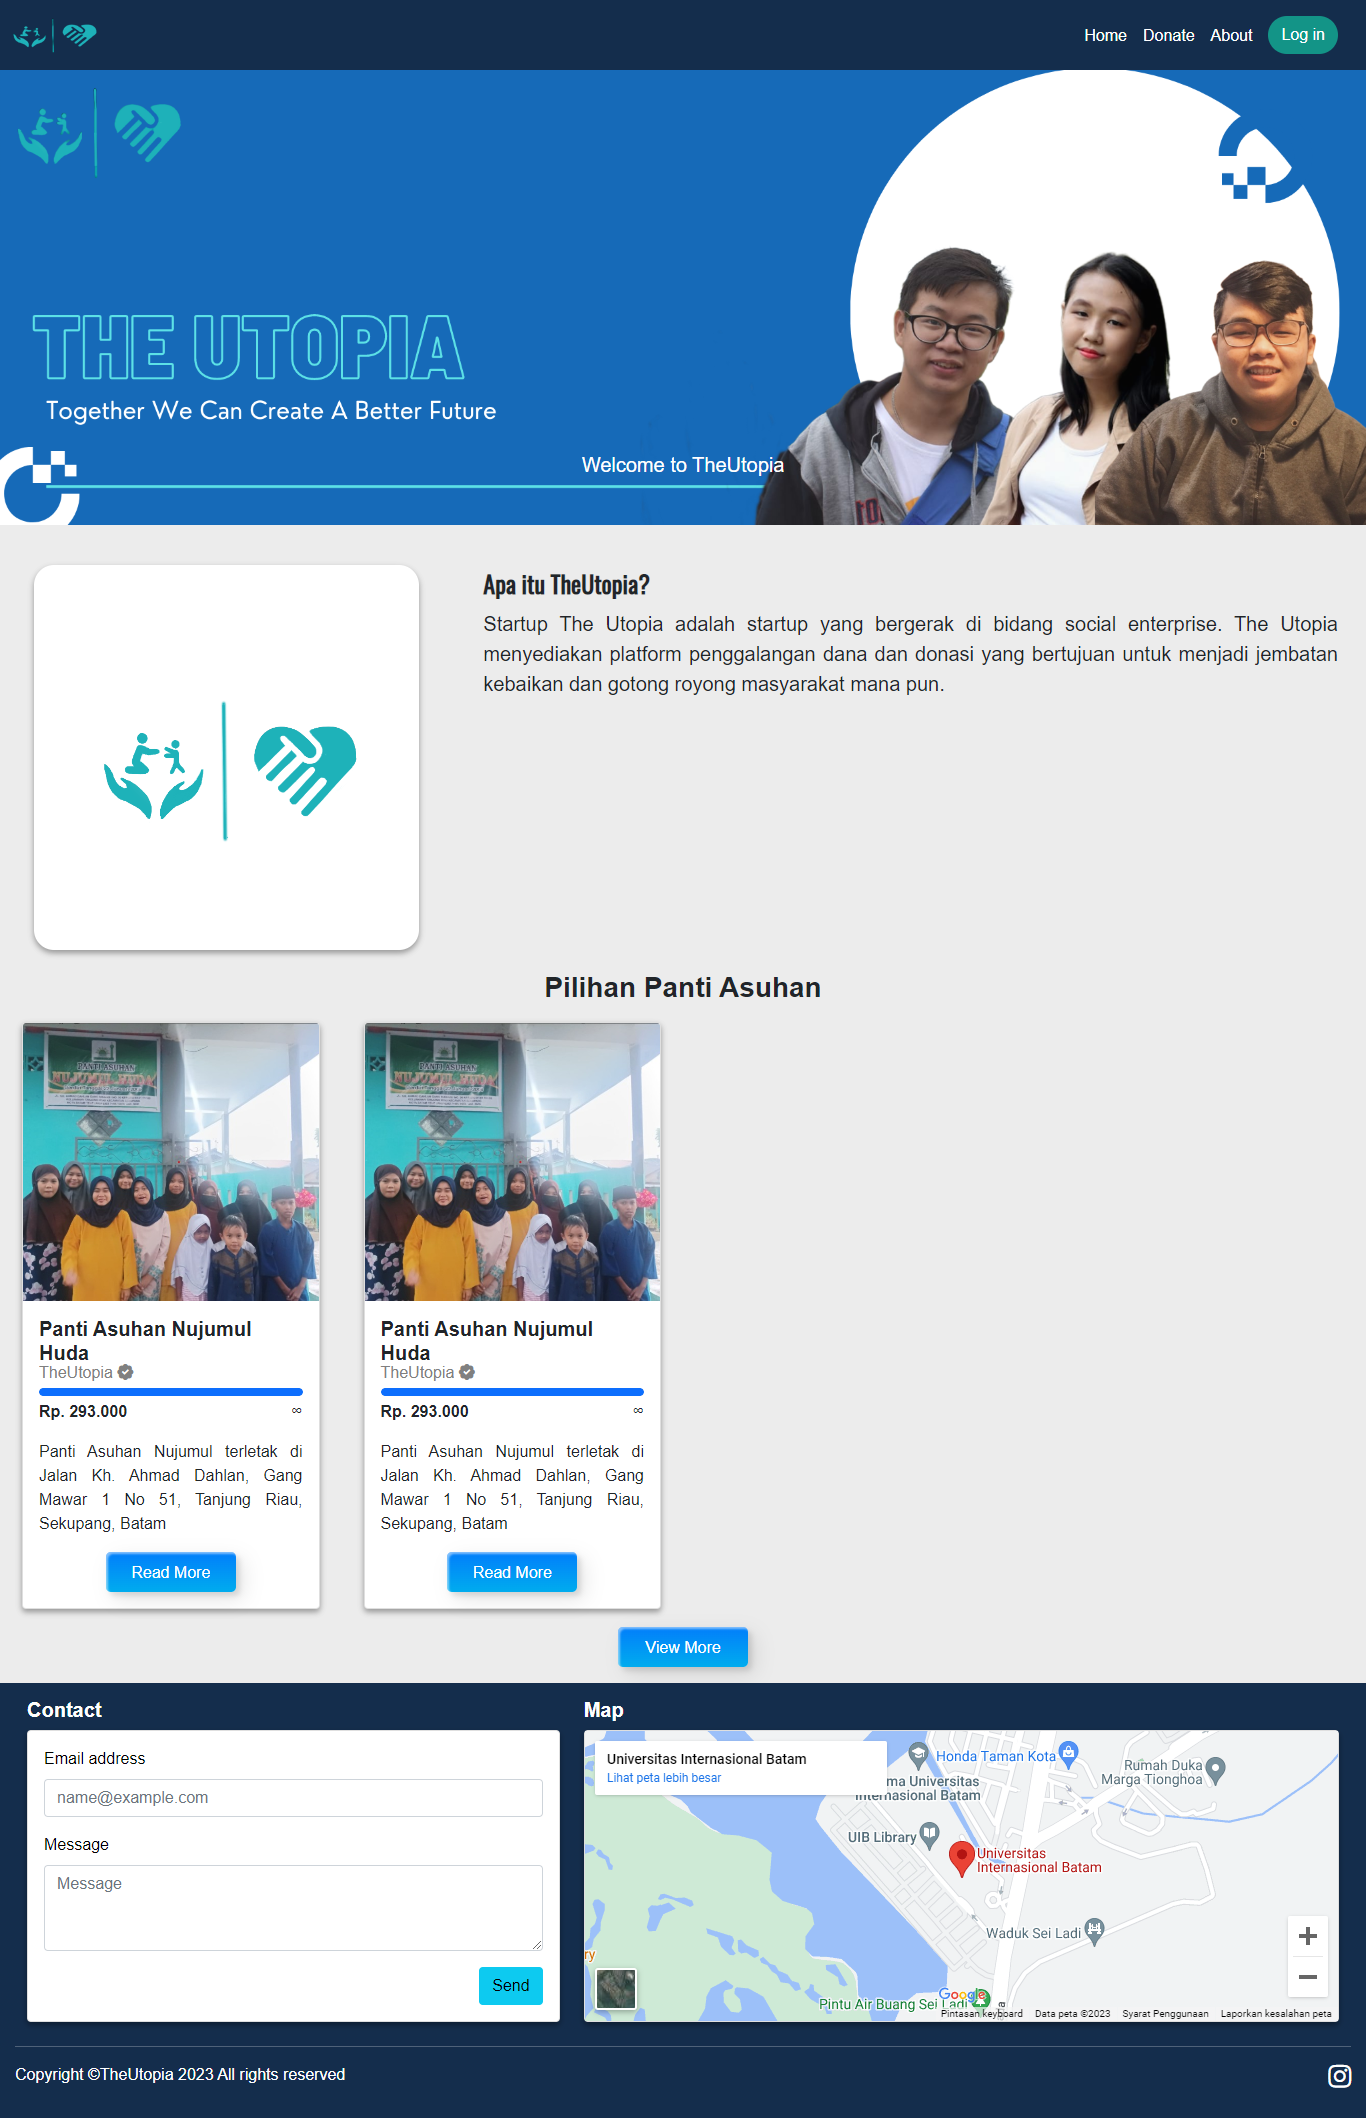 Home Donate About Log in
THE UTOPIA
Together We Can Create A Better Future
Welcome to TheUtopia
Apa itu TheUtopia?
Startup The Utopia adalah startup yang bergerak di bidang social enterprise. The Utopia
menyediakan platform penggalangan dana dan donasi yang bertujuan untuk menjadi jembatan
kebaikan dan gotong royong masyarakat mana pun.
Pilihan Panti Asuhan
PANTI ASUHAN
NUJUMUL HUDA
Panti Asuhan Nujumul
Huda
TheUtopia
Rp. 293.000 ∞
Panti Asuhan Nujumul terletak di
Jalan Kh. Ahmad Dahlan, Gang
Mawar 1 No 51, Tanjung Riau,
Sekupang, Batam
Read More
PANTI ASUHAN
NUJUMUL HUDA
Panti Asuhan Nujumul
Huda
TheUtopia
Rp. 293.000 ∞
Panti Asuhan Nujumul terletak di
Jalan Kh. Ahmad Dahlan, Gang
Mawar 1 No 51, Tanjung Riau,
Sekupang, Batam
Read More
View More
Contact
Email address
name@example.com
Message
Message
Send
Map
Universitas Internasional Batam
Lihat peta lebih besar
Honda Taman Kota
Rumah Duka
Marga Tionghoa
ma Universitas
Internasional Batam
UIB Library
Universitas
Internasional Batam
Waduk Sei Ladi
Pintu Air Buang Sei Ladi
Google
Pintasan keyboard Data peta ©2023 Syarat Penggunaan Laporkan kesalahan peta
Copyright ©TheUtopia 2023 All rights reserved